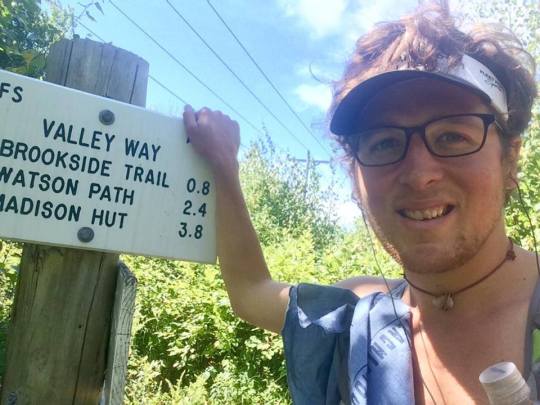 FS
VALLEY WAY
BROOKSIDE TRAIL 0.8
WATSON PATH 2.4
MADISON HUT 3.8